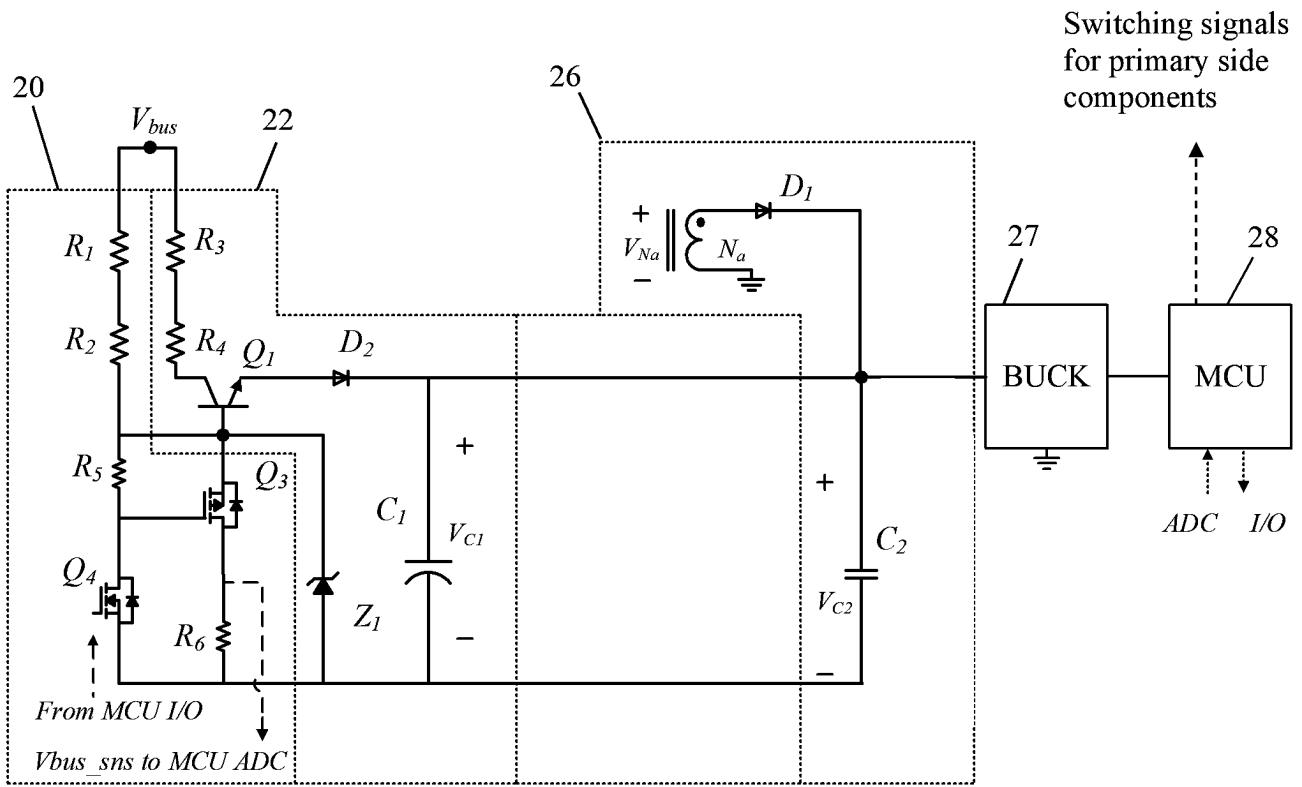 Switching signals
for primary side
components
20
V_bus
22
26
R_1
R_3
+
V_Na
−
N_a
D_1
27
28
R_2
R_4
Q_1
D_2
BUCK
MCU
R_5
Q_3
+
C_1
V_C1
−
+
C_2
V_C2
−
ADC
I/O
Q_4
R_6
Z_1
From MCU I/O
Vbus_sns to MCU ADC